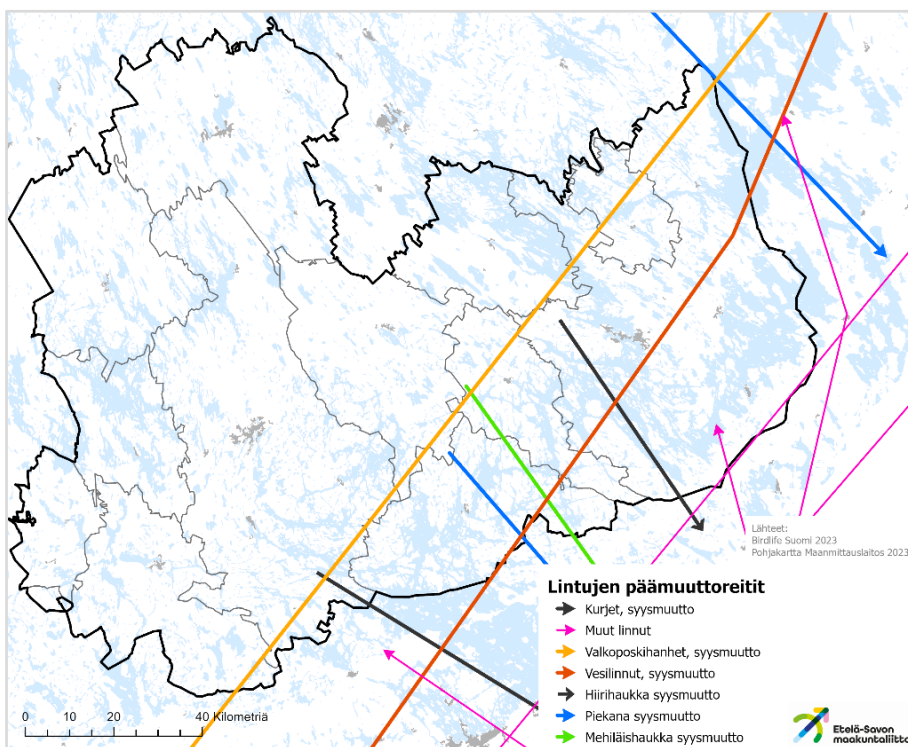 Lähteet:
Birdlife Suomi 2023
Pohjakartta Maanmittauslaitos 2023
Lintujen päämuuttoreitit
Kurjet, syysmuutto
Muut linnut
Valkoposkihanhet, syysmuutto
Vesilinnut, syysmuutto
Hiirihaukka syysmuutto
Piekana syysmuutto
Mehiläishaukka syysmuutto
0 10 20 40 Kilometriä
Etelä-Savon
maakuntaliitto